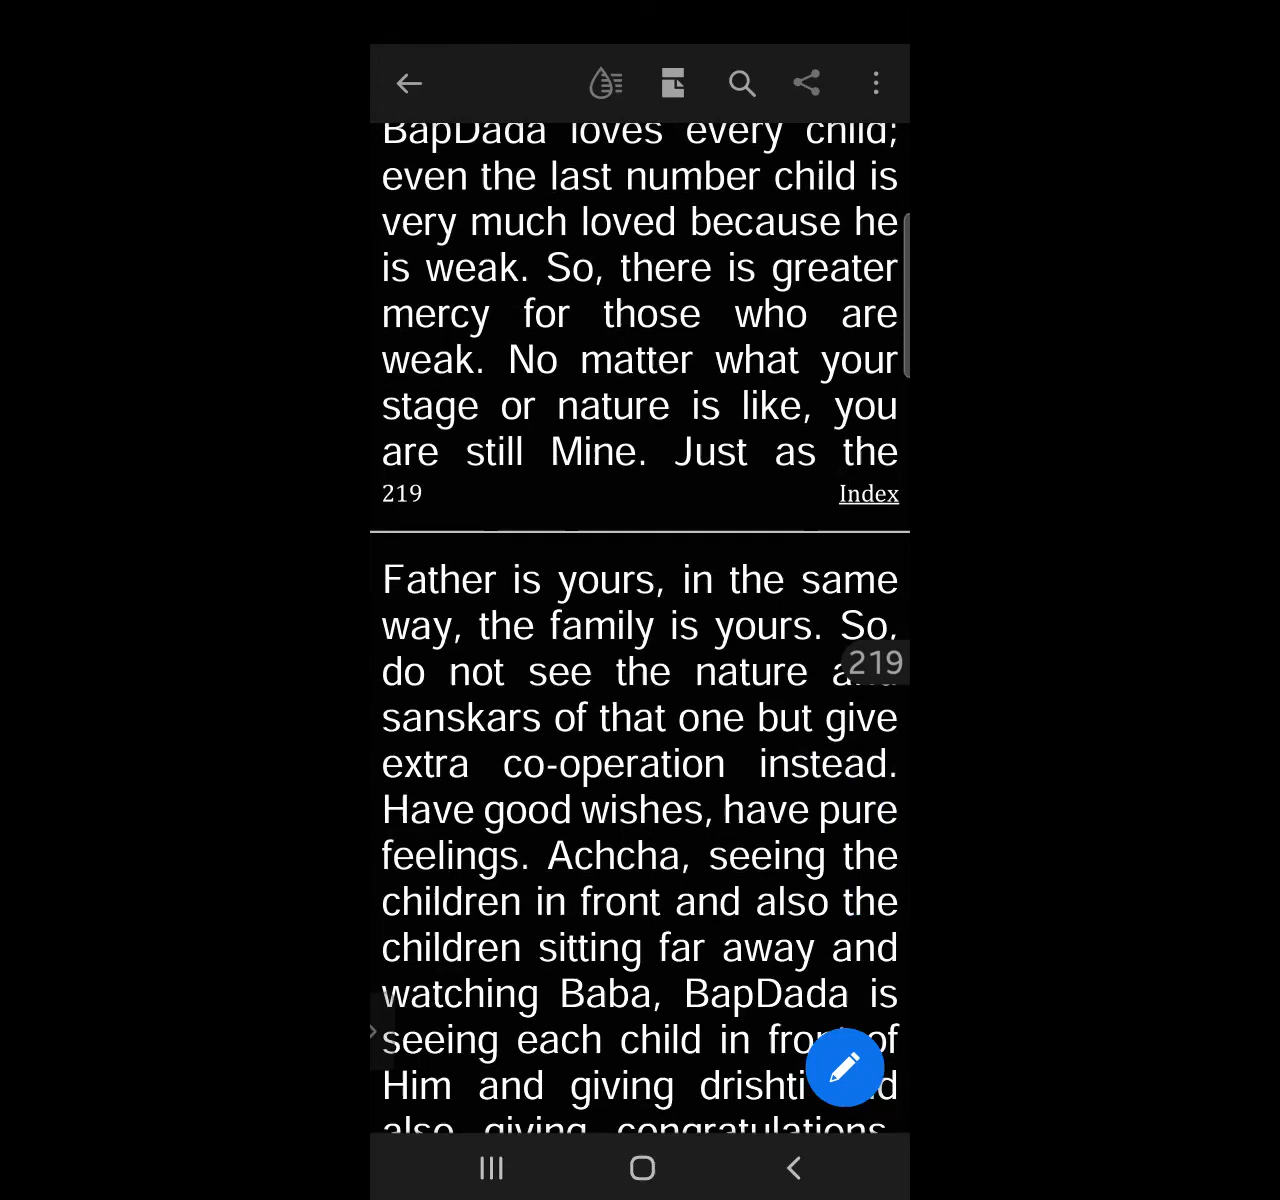 BapDada loves every child;
even the last number child is
very much loved because he
is weak. So, there is greater
mercy for those who are
weak. No matter what your
stage or nature is like, you
are still Mine. Just as the
219 Index
Father is yours, in the same
way, the family is yours. So,
219
do not see the nature
sanskars of that one but give
extra co-operation instead.
Have good wishes, have pure
feelings. Achcha, seeing the
children in front and also the
children sitting far away and
watching Baba, BapDada is
seeing each child in front of
Him and giving drishti
also giving congratulations.